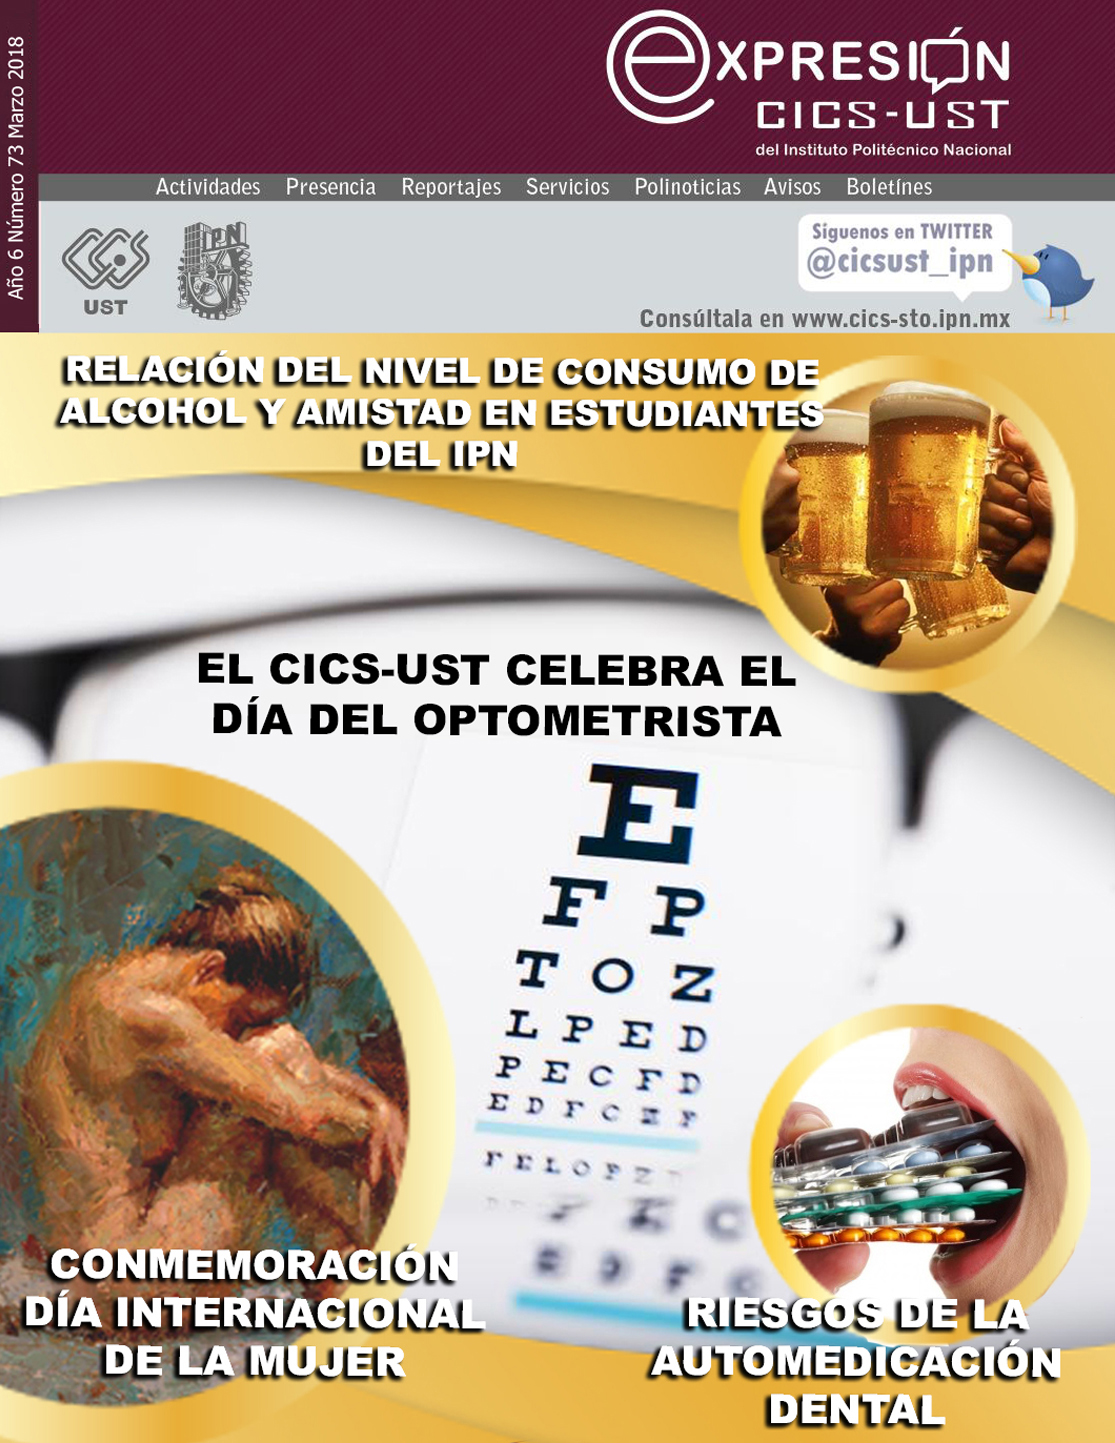 eXPRESIÓN
CICS-UST
del Instituto Politécnico Nacional
Año 6 Número 73 Marzo 2018
Actividades Presencia Reportajes Servicios Polinoticias Avisos Boletínes
CICS
UST
IPN
Síguenos en TWITTER
@cicsust_ipn
Consúltala en www.cics-sto.ipn.mx
RELACIÓN DEL NIVEL DE CONSUMO DE
ALCOHOL Y AMISTAD EN ESTUDIANTES
DEL IPN
EL CICS-UST CELEBRA EL
DÍA DEL OPTOMETRISTA
E
F P
T O Z
L P E D
P E C F D
E D F C Z P
F E L O P Z D
CONMEMORACIÓN
DÍA INTERNACIONAL
DE LA MUJER
RIESGOS DE LA
AUTOMEDICACIÓN
DENTAL